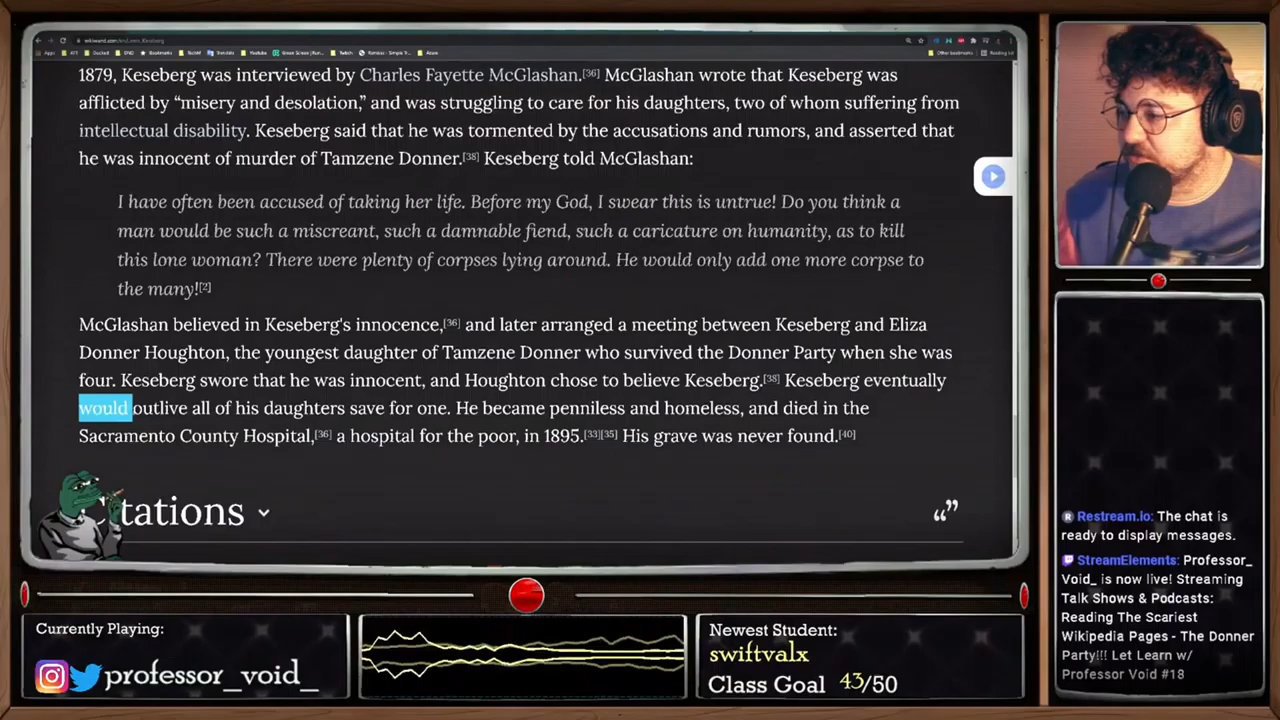 1879, Keseberg was interviewed by Charles Fayette McGlashan.[36] McGlashan wrote that Keseberg was
afflicted by “misery and desolation,” and was struggling to care for his daughters, two of whom suffering from
intellectual disability. Keseberg said that he was tormented by the accusations and rumors, and asserted that
he was innocent of murder of Tamzene Donner.[38] Keseberg told McGlashan:
I have often been accused of taking her life. Before my God, I swear this is untrue! Do you think a
man would be such a miscreant, such a damnable fiend, such a caricature on humanity, as to kill
this lone woman? There were plenty of corpses lying around. He would only add one more corpse to
the many![2]
McGlashan believed in Keseberg's innocence,[36] and later arranged a meeting between Keseberg and Eliza
Donner Houghton, the youngest daughter of Tamzene Donner who survived the Donner Party when she was
four. Keseberg swore that he was innocent, and Houghton chose to believe Keseberg.[38] Keseberg eventually
would outlive all of his daughters save for one. He became penniless and homeless, and died in the
Sacramento County Hospital,[36] a hospital for the poor, in 1895.[33][35] His grave was never found.[40]
tations
“”
Restream.io: The chat is
ready to display messages.
StreamElements: Professor_
Void_ is now live! Streaming
Talk Shows & Podcasts:
Reading The Scariest
Wikipedia Pages - The Donner
Party!!! Let Learn w/
Professor Void #18
Currently Playing:
professor_void_
Newest Student:
swiftvalx
Class Goal 43/50